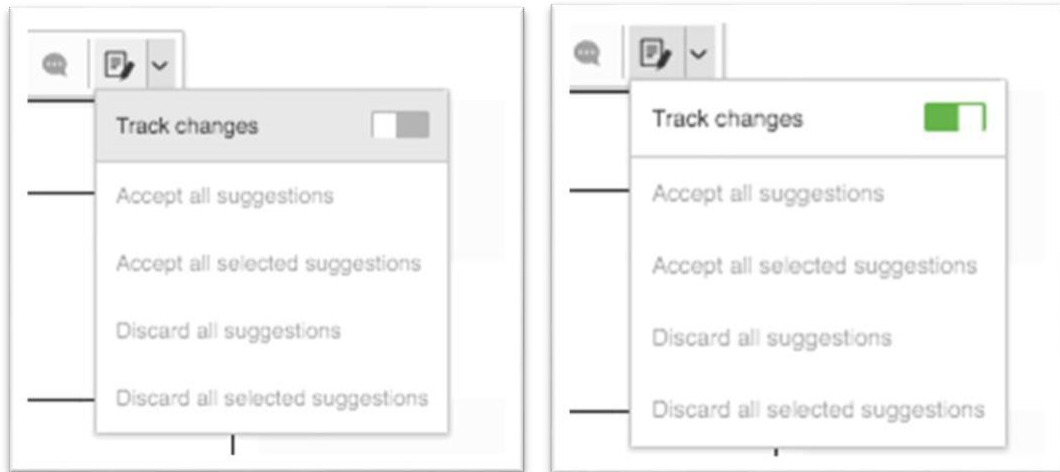 Track changes
Accept all suggestions
Accept all selected suggestions
Discard all suggestions
Discard all selected suggestions
Track changes
Accept all suggestions
Accept all selected suggestions
Discard all suggestions
Discard all selected suggestions